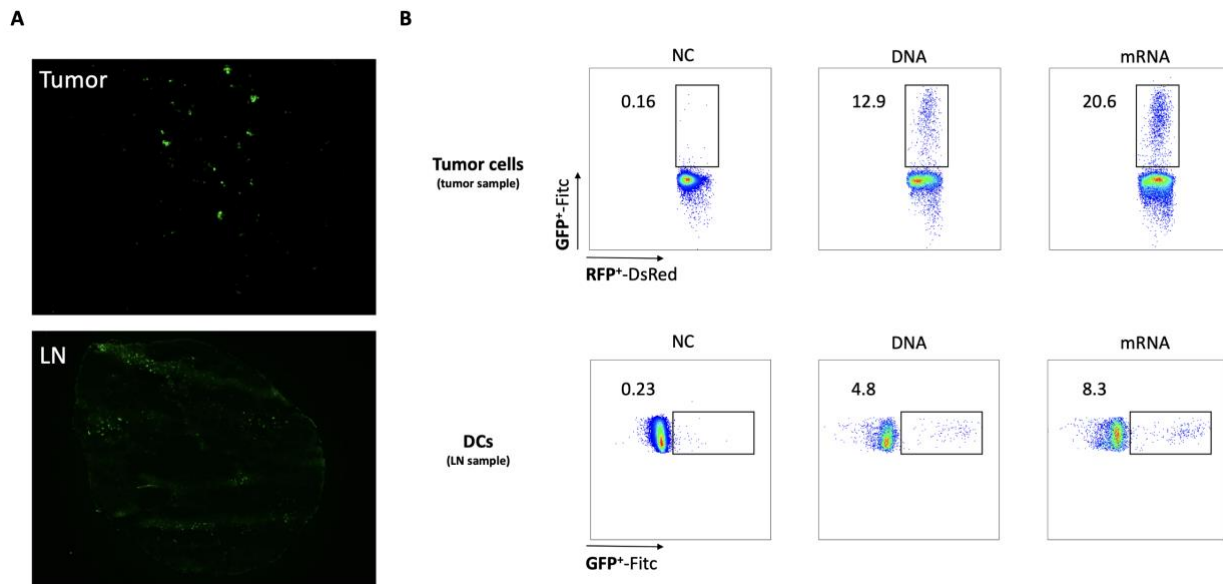 A
B
Tumor
LN
NC
DNA
mRNA
0.16
12.9
20.6
Tumor cells
(tumor sample)
GFP⁺-Fitc
RFP⁺-DsRed
NC
DNA
mRNA
0.23
4.8
8.3
DCs
(LN sample)
GFP⁺-Fitc